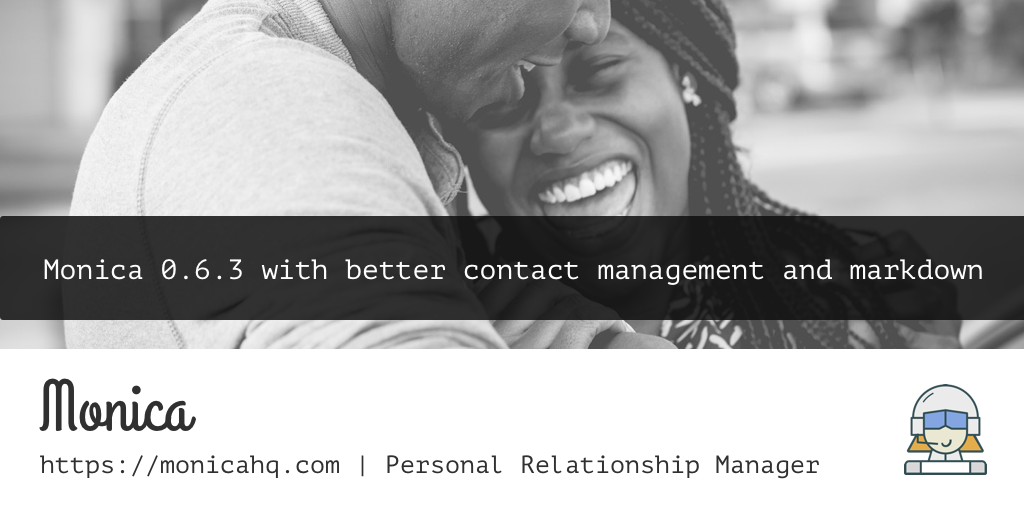 Monica 0.6.3 with better contact management and markdown
Monica
https://monicahq.com | Personal Relationship Manager